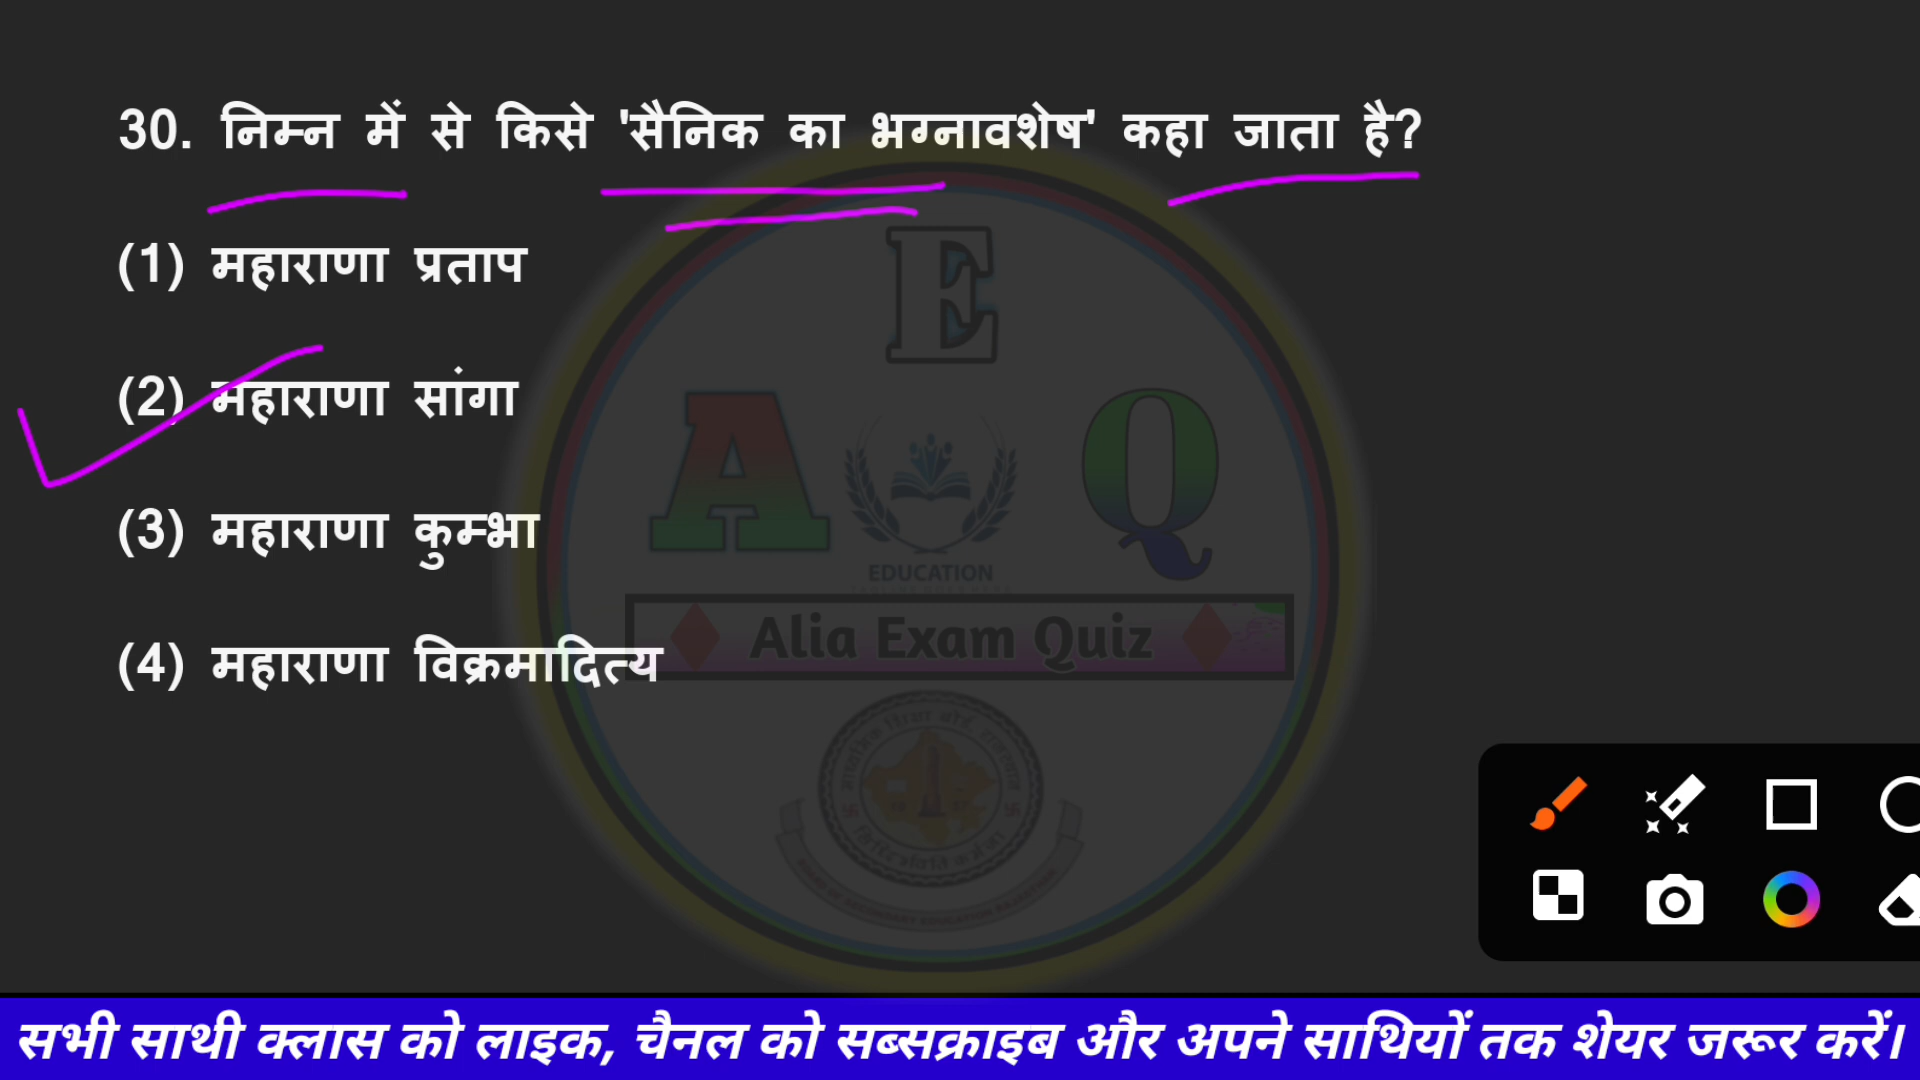 30. निम्न में से किसे 'सैनिक का भग्नावशेष' कहा जाता है?
(1) महाराणा प्रताप
(2) महाराणा सांगा
(3) महाराणा कुम्भा
(4) महाराणा विक्रमादित्य
E
A Q
EDUCATION
Alia Exam Quiz
सभी साथी क्लास को लाइक, चैनल को सब्सक्राइब और अपने साथियों तक शेयर जरूर करें।